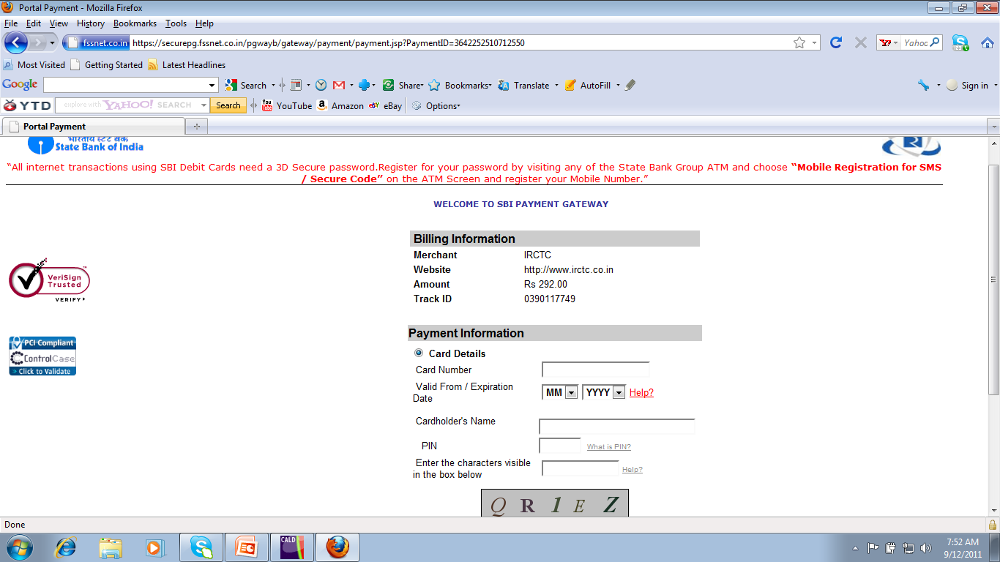 Portal Payment - Mozilla Firefox
File Edit View History Bookmarks Tools Help
fssnet.co.in https://securepg.fssnet.co.in/pgwayb/gateway/payment/payment.jsp?PaymentID=3642252510712550 Yahoo
Most Visited Getting Started Latest Headlines
Google Search Share Bookmarks Translate AutoFill Sign in
YTD explore with YAHOO! SEARCH Search YouTube Amazon eBay Options
Portal Payment
भारतीय स्टेट बैंक
State Bank of India
“All internet transactions using SBI Debit Cards need a 3D Secure password.Register for your password by visiting any of the State Bank Group ATM and choose “Mobile Registration for SMS
/ Secure Code” on the ATM Screen and register your Mobile Number.”
WELCOME TO SBI PAYMENT GATEWAY
Billing Information
Merchant IRCTC
Website http://www.irctc.co.in
Amount Rs 292.00
Track ID 0390117749
VeriSign
Trusted
VERIFY
Payment Information
PCI Compliant
ControlCase
Click to Validate
Card Details
Card Number
Valid From / Expiration
Date MM YYYY Help?
Cardholder's Name
PIN What is PIN?
Enter the characters visible
in the box below Help?
Q R 1 E Z
Done
CALD
7:52 AM
9/12/2011